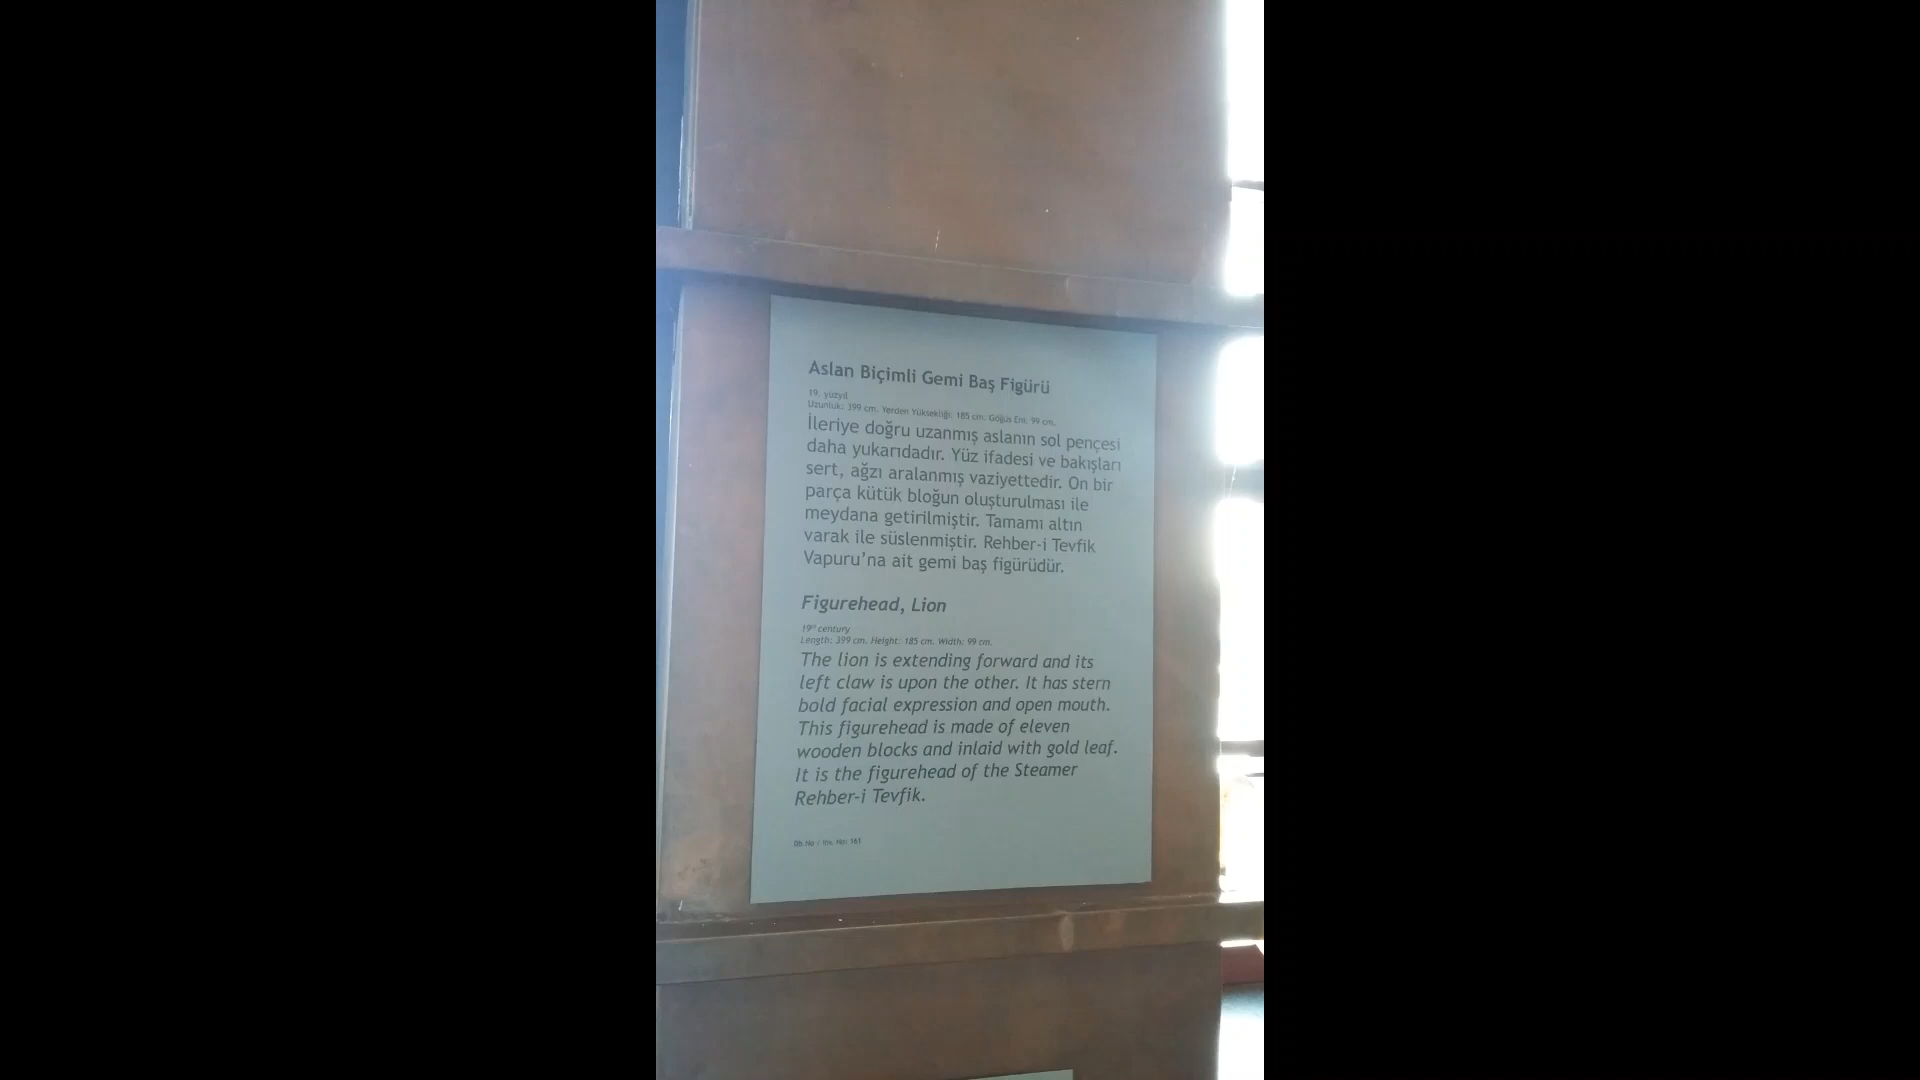 Aslan Biçimli Gemi Baş Figürü
19. yüzyıl
Uzunluk: 399 cm. Yerden Yüksekliği: 185 cm. Göğüs Eni: 99 cm.
İleriye doğru uzanmış aslanın sol pençesi
daha yukarıdadır. Yüz ifadesi ve bakışları
sert, ağzı aralanmış vaziyettedir. On bir
parça kütük bloğun oluşturulması ile
meydana getirilmiştir. Tamamı altın
varak ile süslenmiştir. Rehber-i Tevfik
Vapuru’na ait gemi baş figürüdür.
Figurehead, Lion
19th century
Length: 399 cm. Height: 185 cm. Width: 99 cm.
The lion is extending forward and its
left claw is upon the other. It has stern
bold facial expression and open mouth.
This figurehead is made of eleven
wooden blocks and inlaid with gold leaf.
It is the figurehead of the Steamer
Rehber-i Tevfik.
Db No / Inv. No: 161